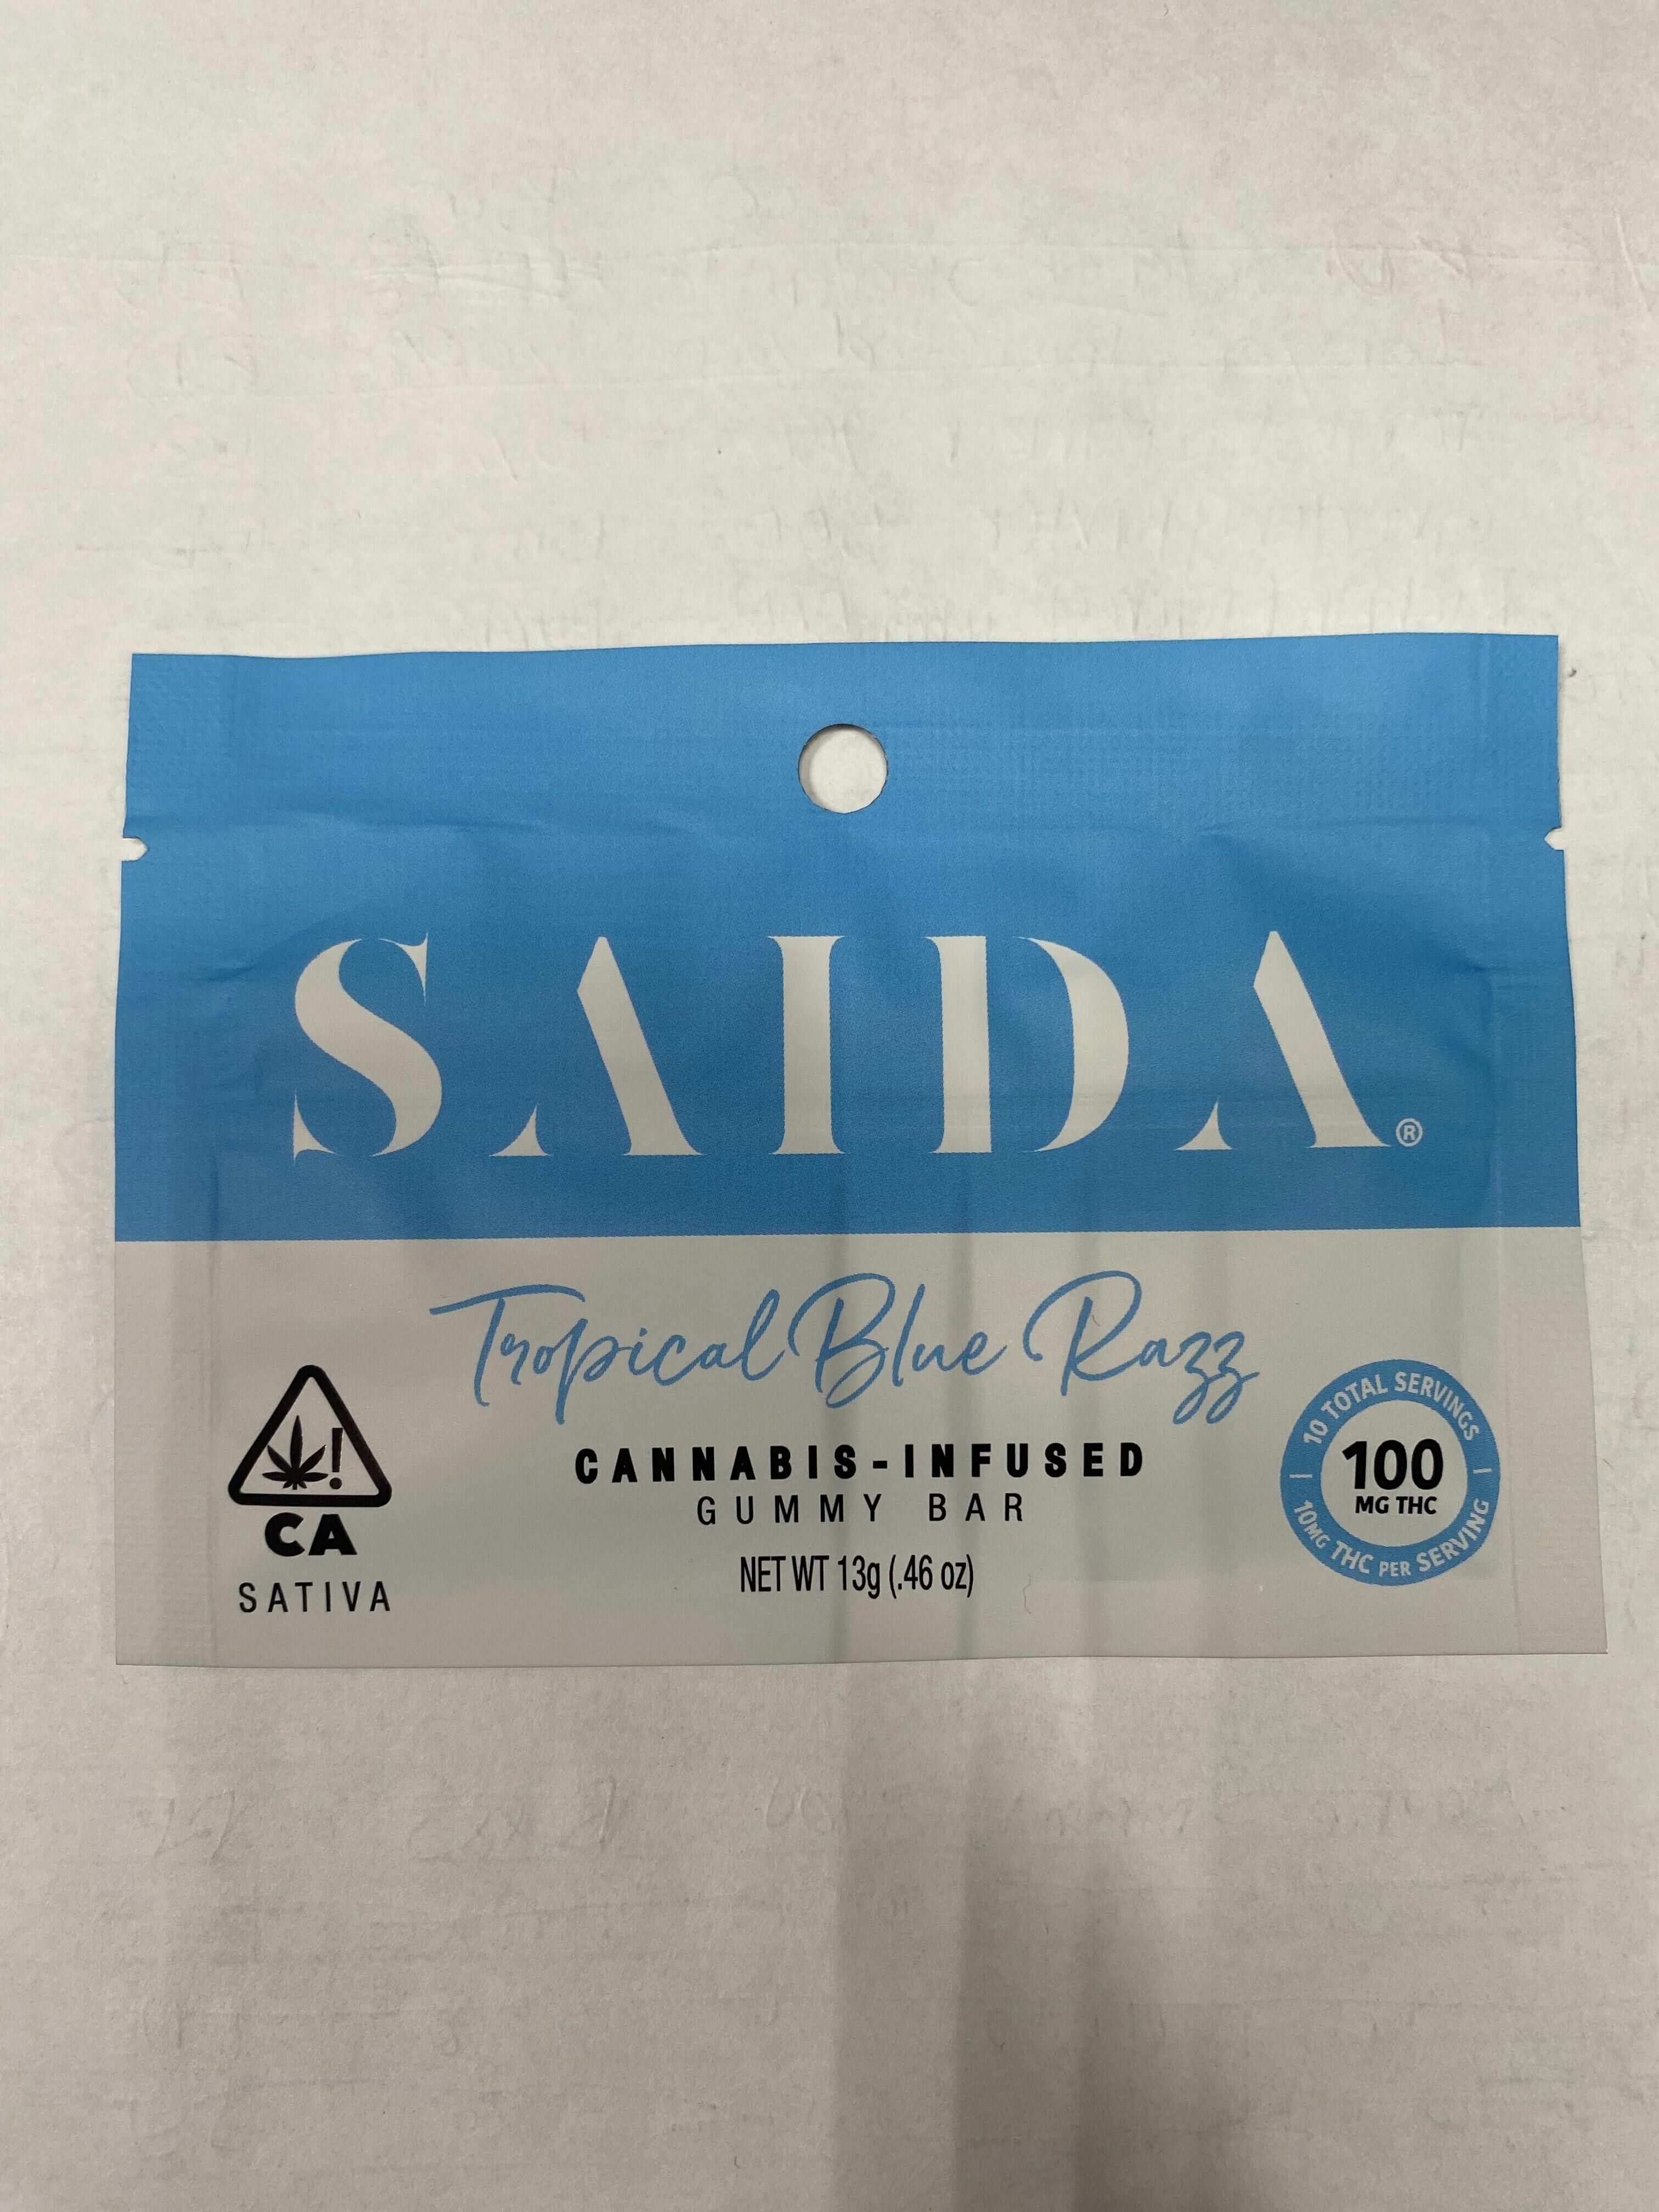 SAIDA®
Tropical Blue Razz
CANNABIS-INFUSED
GUMMY BAR
NET WT 13g (.46 oz)
!
CA
SATIVA
10 TOTAL SERVINGS
100
MG THC
10MG THC PER SERVING